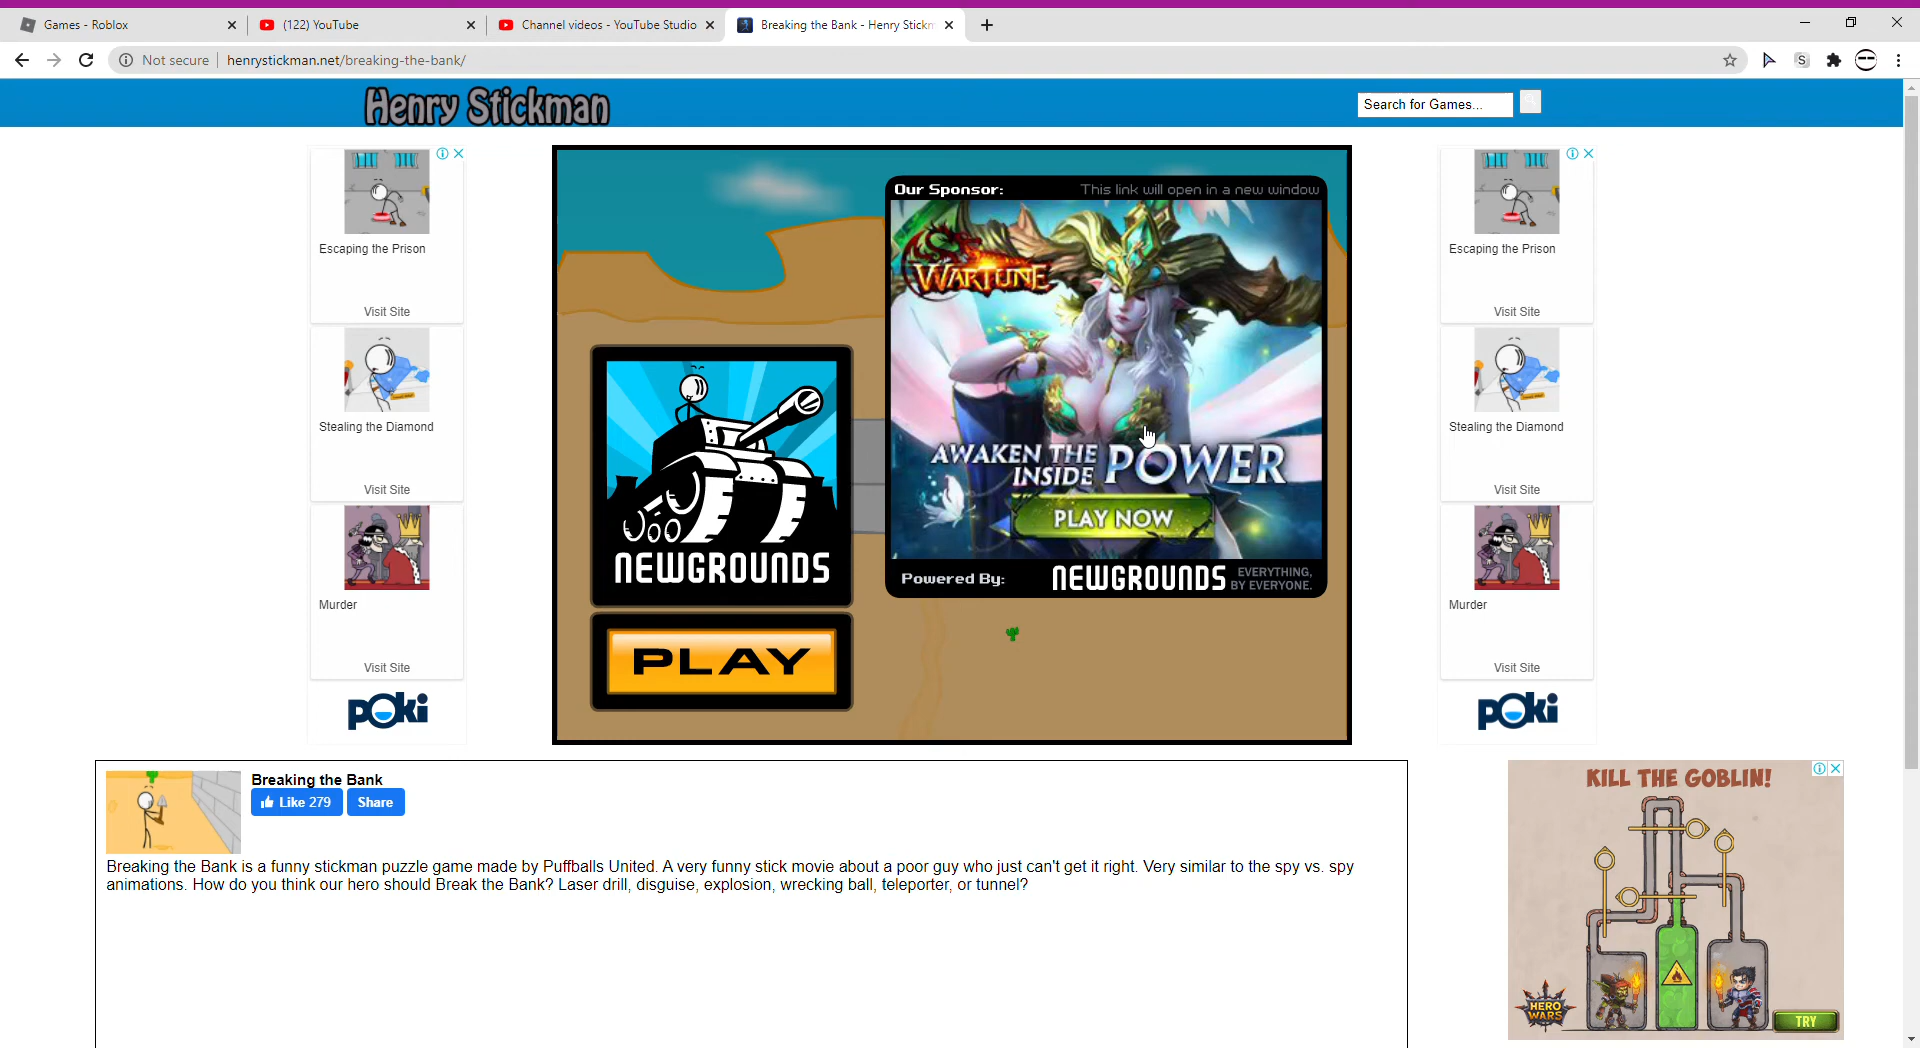 Games - Roblox
(122) YouTube
Channel videos - YouTube Studio
Breaking the Bank - Henry Stickm
Not secure
henrystickman.net/breaking-the-bank/
S
Henry Stickman
Search for Games...
Escaping the Prison
Visit Site
Stealing the Diamond
Visit Site
Murder
Visit Site
POKi
NEWGROUNDS
PLAY
Our Sponsor:
This link will open in a new window
WARTUNE
AWAKEN THE
INSIDE
POWER
PLAY NOW
Powered By:
NEWGROUNDS
EVERYTHING,
BY EVERYONE.
Escaping the Prison
Visit Site
Stealing the Diamond
Visit Site
Murder
Visit Site
POKi
Breaking the Bank
Like 279
Share
Breaking the Bank is a funny stickman puzzle game made by Puffballs United. A very funny stick movie about a poor guy who just can't get it right. Very similar to the spy vs. spy
animations. How do you think our hero should Break the Bank? Laser drill, disguise, explosion, wrecking ball, teleporter, or tunnel?
KILL THE GOBLIN!
HERO
WARS
TRY